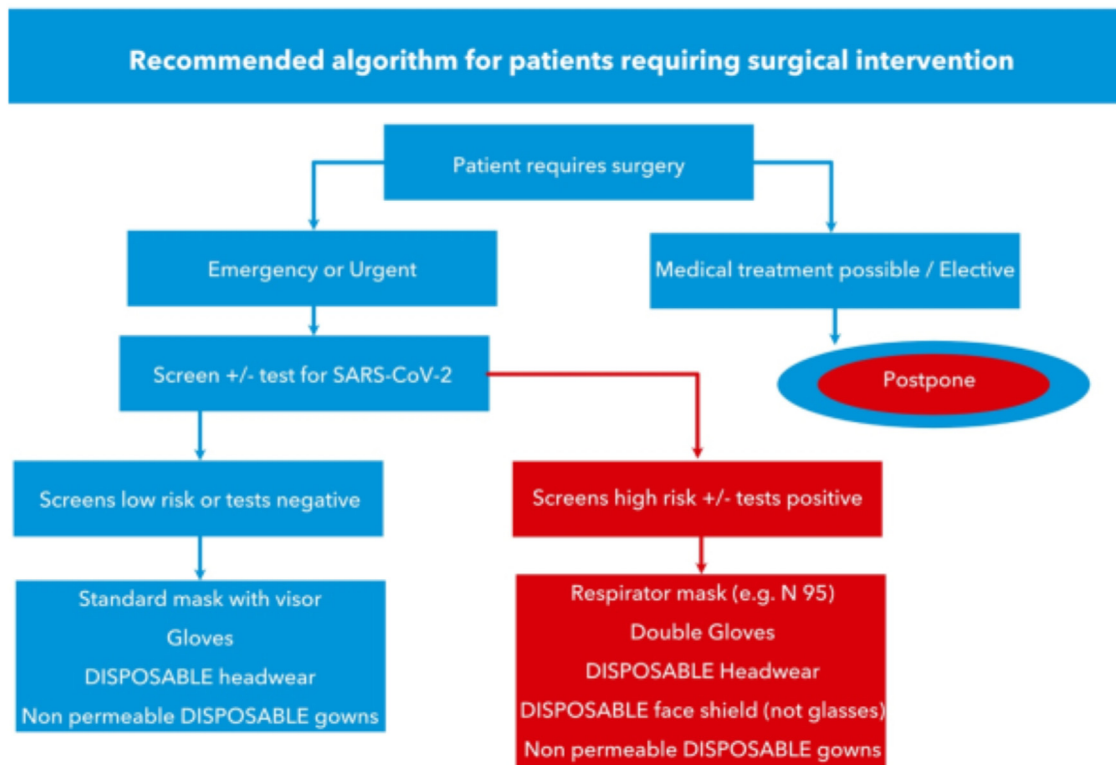 Recommended algorithm for patients requiring surgical intervention
Patient requires surgery
Emergency or Urgent
Medical treatment possible / Elective
Screen +/- test for SARS-CoV-2
Postpone
Screens low risk or tests negative
Screens high risk +/- tests positive
Standard mask with visor
Gloves
DISPOSABLE headwear
Non permeable DISPOSABLE gowns
Respirator mask (e.g. N 95)
Double Gloves
DISPOSABLE Headwear
DISPOSABLE face shield (not glasses)
Non permeable DISPOSABLE gowns